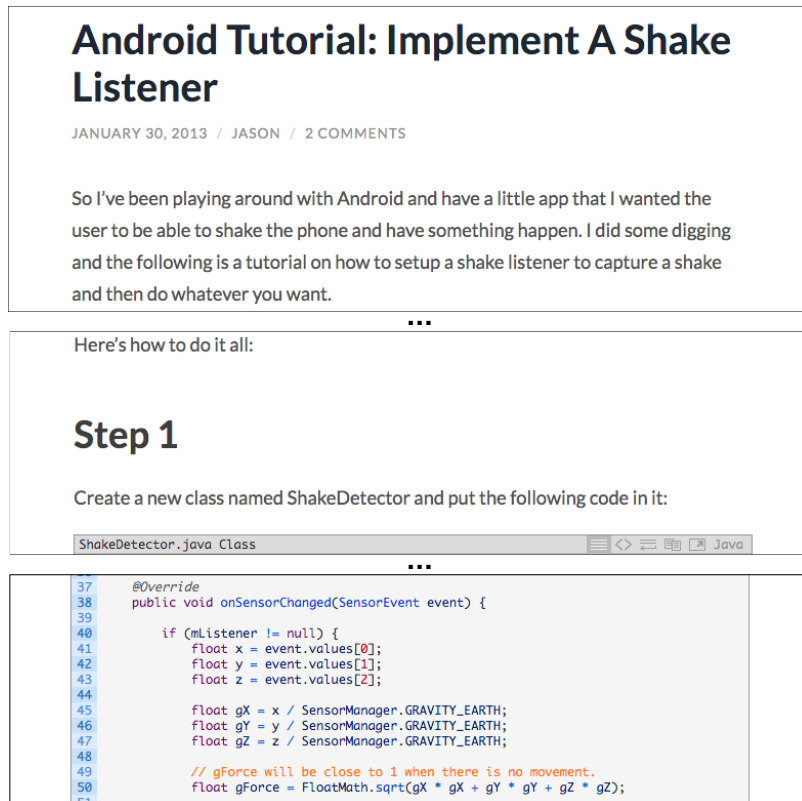 Android Tutorial: Implement A Shake
Listener
JANUARY 30, 2013 / JASON / 2 COMMENTS
So I've been playing around with Android and have a little app that I wanted the
user to be able to shake the phone and have something happen. I did some digging
and the following is a tutorial on how to setup a shake listener to capture a shake
and then do whatever you want.
...
Here's how to do it all:
Step 1
Create a new class named ShakeDetector and put the following code in it:
ShakeDetector.java Class Java
...
37 @Override
38 public void onSensorChanged(SensorEvent event) {
39
40 if (mListener != null) {
41 float x = event.values[0];
42 float y = event.values[1];
43 float z = event.values[2];
44
45 float gX = x / SensorManager.GRAVITY_EARTH;
46 float gY = y / SensorManager.GRAVITY_EARTH;
47 float gZ = z / SensorManager.GRAVITY_EARTH;
48
49 // gForce will be close to 1 when there is no movement.
50 float gForce = FloatMath.sqrt(gX * gX + gY * gY + gZ * gZ);